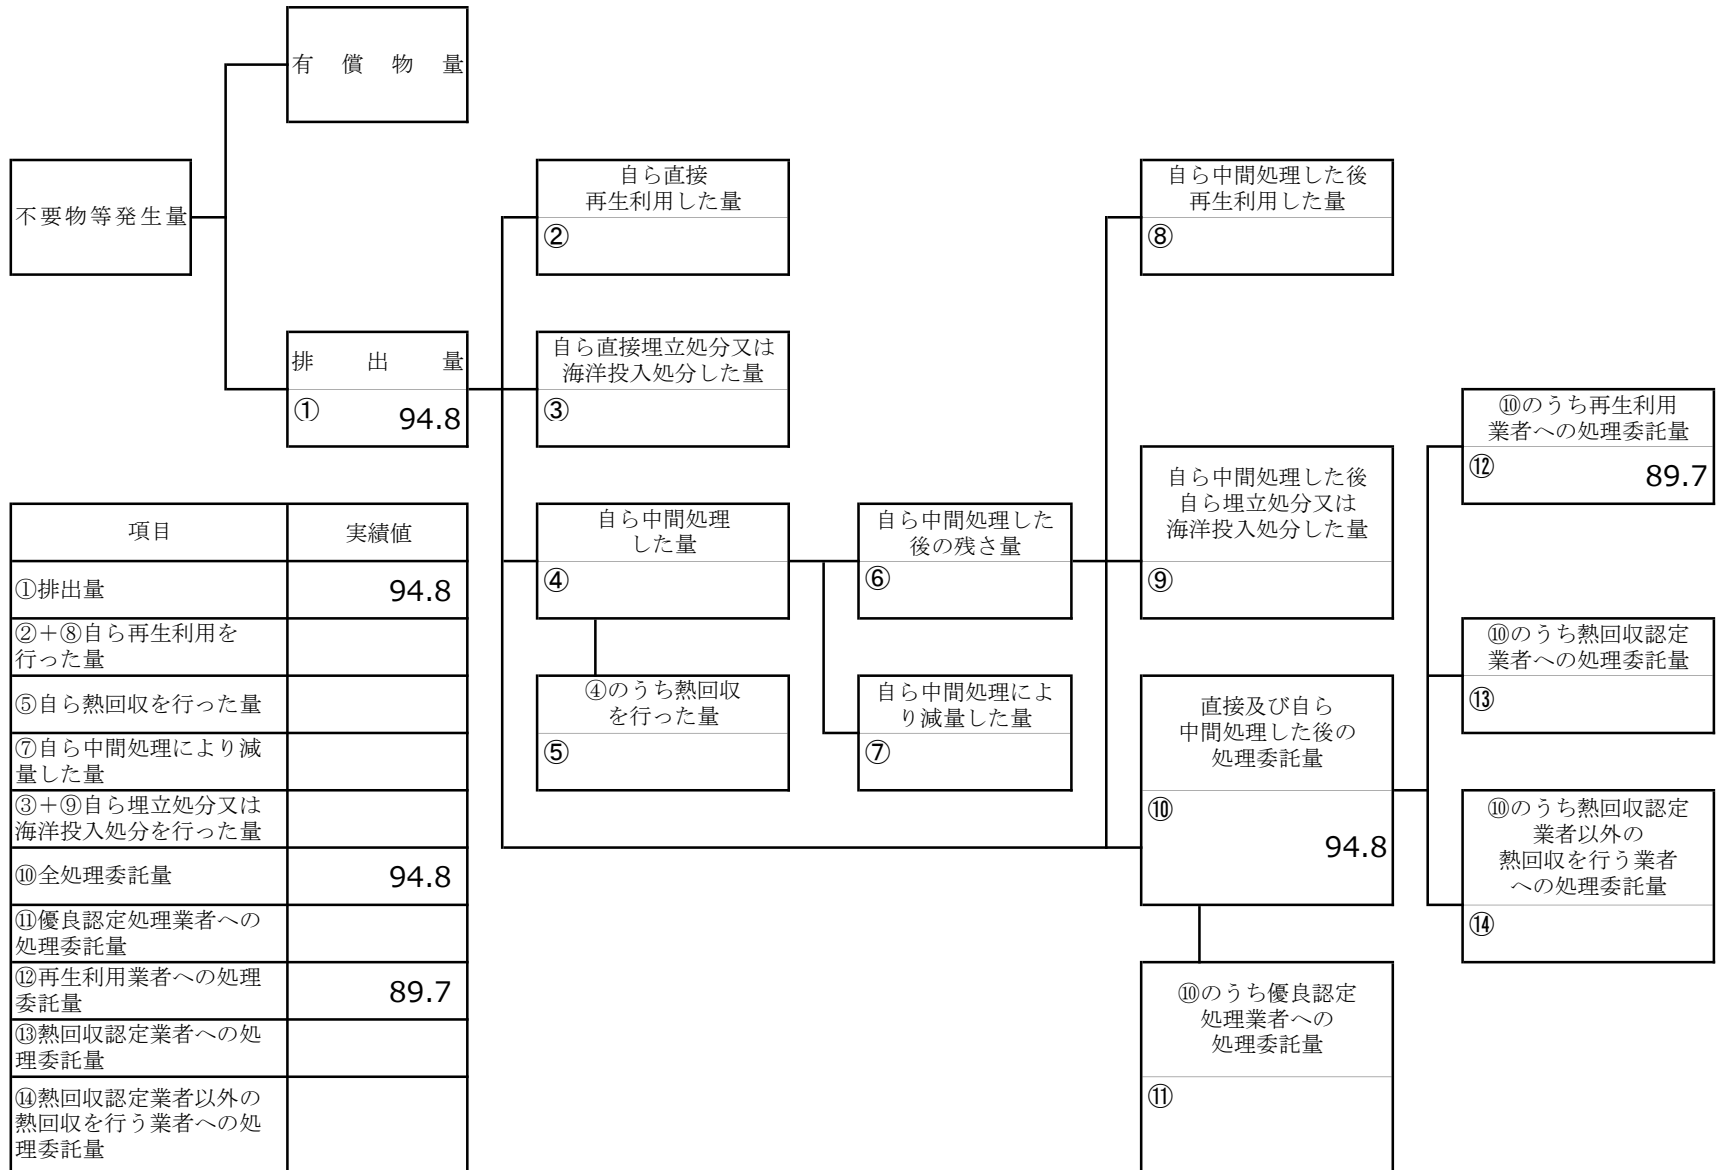 有償物量
不要物等発生量
排出量
①
94.8
自ら直接
再生利用した量
②
自ら直接埋立処分又は
海洋投入処分した量
③
自ら中間処理
した量
④
④のうち熱回収
を行った量
⑤
自ら中間処理した
後の残さ量
⑥
自ら中間処理によ
り減量した量
⑦
自ら中間処理した後
再生利用した量
⑧
自ら中間処理した後
自ら埋立処分又は
海洋投入処分した量
⑨
直接及び自ら
中間処理した後の
処理委託量
⑩
94.8
⑩のうち優良認定
処理業者への
処理委託量
⑪
⑩のうち再生利用
業者への処理委託量
⑫
89.7
⑩のうち熱回収認定
業者への処理委託量
⑬
⑩のうち熱回収認定
業者以外の
熱回収を行う業者
への処理委託量
⑭
項目 実績値
①排出量 94.8
②+⑧自ら再生利用を
行った量
⑤自ら熱回収を行った量
⑦自ら中間処理により減
量した量
③+⑨自ら埋立処分又は
海洋投入処分を行った量
⑩全処理委託量 94.8
⑪優良認定処理業者への
処理委託量
⑫再生利用業者への処理
委託量 89.7
⑬熱回収認定業者への処
理委託量
⑭熱回収認定業者以外の
熱回収を行う業者への処
理委託量